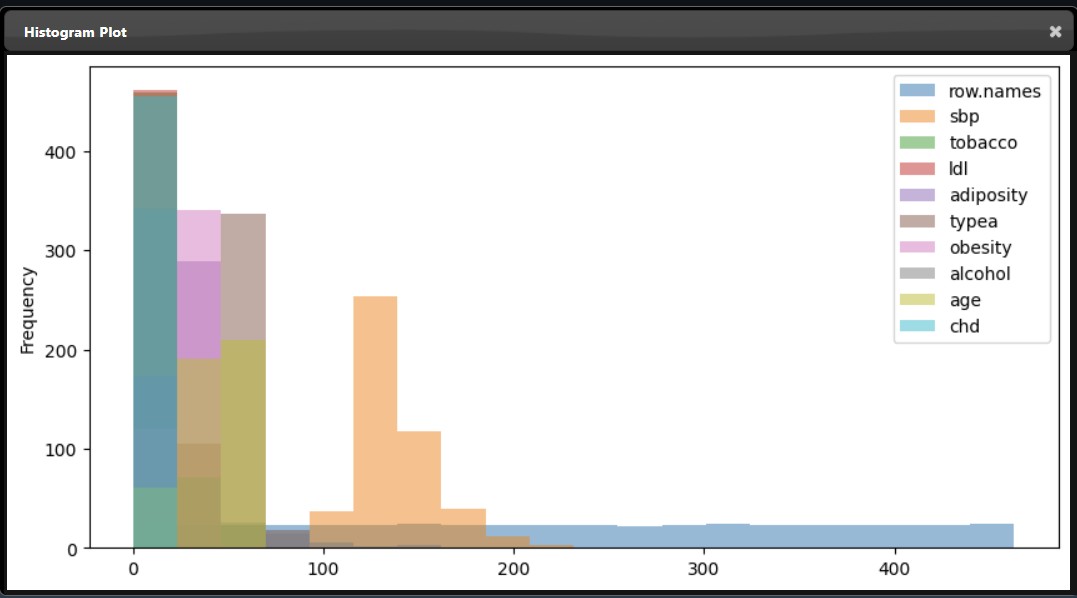 Histogram Plot
row.names
sbp
tobacco
ldl
adiposity
typea
obesity
alcohol
age
chd
Frequency
400
300
200
100
0
0 100 200 300 400